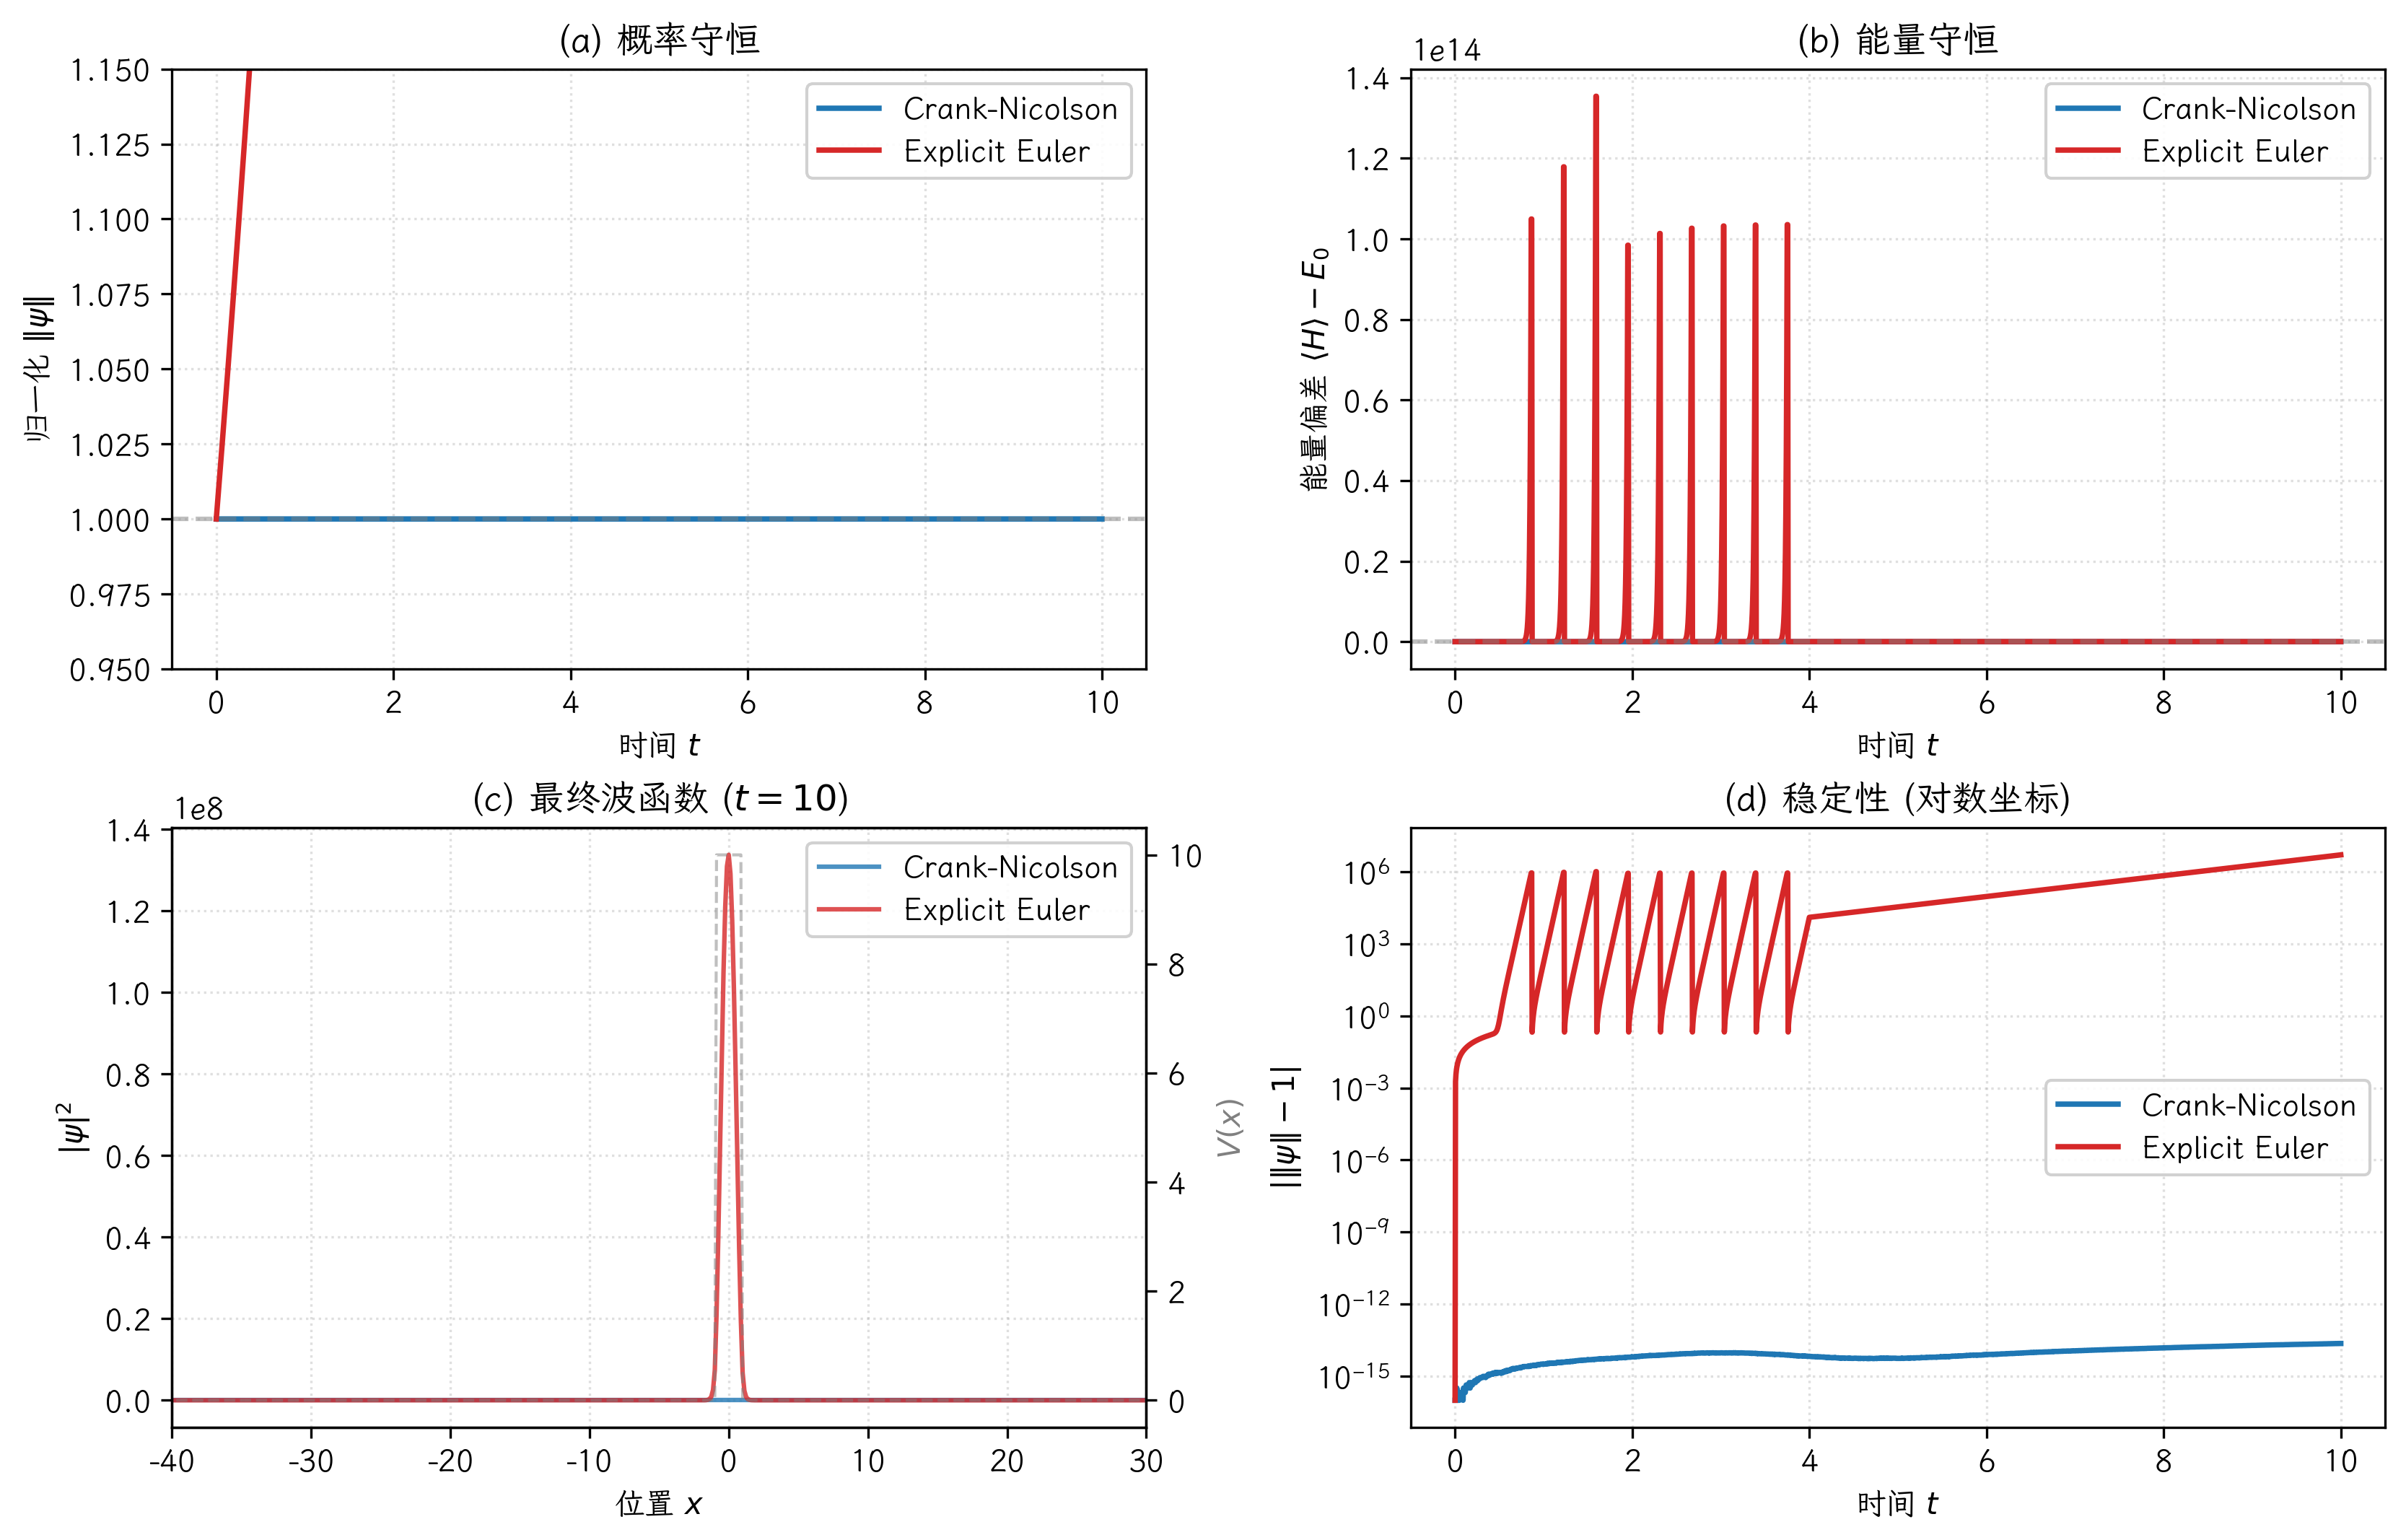 (a) 概率守恒
1.150
1.125
1.100
1.075
1.050
1.025
1.000
0.975
0.950
归一化 ‖ψ‖
Crank-Nicolson
Explicit Euler
0 2 4 6 8 10
时间 t
(b) 能量守恒
1e14
1.4
1.2
1.0
0.8
0.6
0.4
0.2
0.0
能量偏差 ⟨H⟩ − E₀
Crank-Nicolson
Explicit Euler
0 2 4 6 8 10
时间 t
(c) 最终波函数 (t = 10)
1e8
1.4
1.2
1.0
0.8
0.6
0.4
0.2
0.0
|ψ|²
Crank-Nicolson
Explicit Euler
10
8
6
4
2
0
V(x)
-40 -30 -20 -10 0 10 20 30
位置 x
(d) 稳定性 (对数坐标)
10⁶
10³
10⁰
10⁻³
10⁻⁶
10⁻⁹
10⁻¹²
10⁻¹⁵
|‖ψ‖ − 1|
Crank-Nicolson
Explicit Euler
0 2 4 6 8 10
时间 t